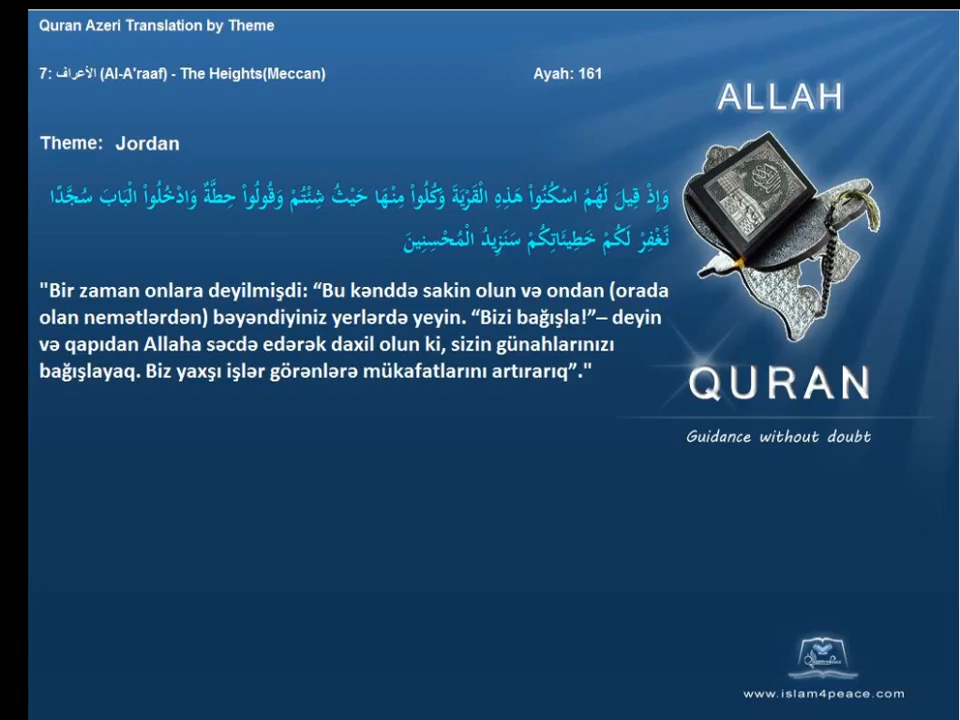 Quran Azeri Translation by Theme
7: الأعراف (Al-A'raaf) - The Heights(Meccan)
Ayah: 161
ALLAH
Theme: Jordan
وَإِذْ قِيلَ لَهُمُ اسْكُنُواْ هَذِهِ الْقَرْيَةَ وَكُلُواْ مِنْهَا حَيْثُ شِئْتُمْ وَقُولُواْ حِطَّةٌ وَادْخُلُواْ الْبَابَ سُجَّدًا
نَّغْفِرْ لَكُمْ خَطِيئَاتِكُمْ سَنَزِيدُ الْمُحْسِنِينَ
"Bir zaman onlara deyilmişdi: “Bu kənddə sakin olun və ondan (orada
olan nemətlərdən) bəyəndiyiniz yerlərdə yeyin. “Bizi bağışla!”– deyin
və qapıdan Allaha səcdə edərək daxil olun ki, sizin günahlarınızı
bağışlayaq. Biz yaxşı işlər görənlərə mükafatlarını artırarıq”."
QURAN
Guidance without doubt
www.islam4peace.com